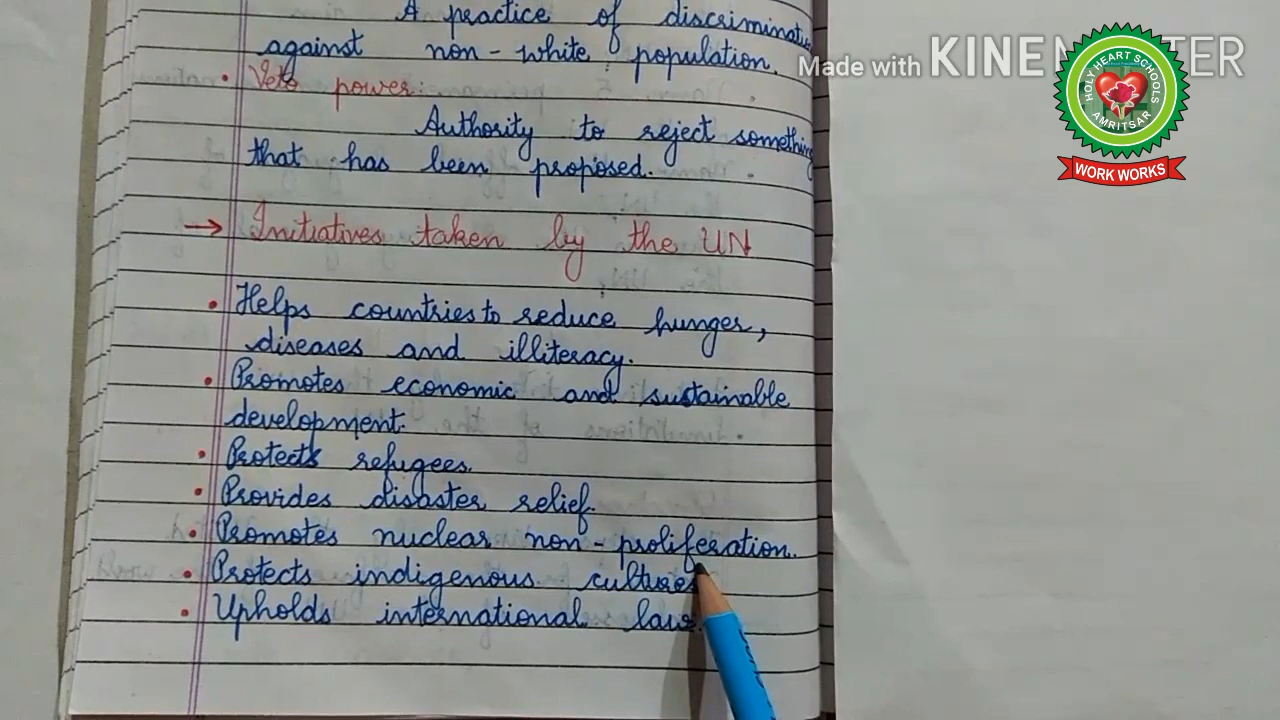 A practice of discriminati
against non-white population.
• Veto power:
Authority to reject something
that has been proposed.
→ Initiatives taken by the UN
• Helps countries to reduce hunger,
diseases and illiteracy.
• Promotes economic and sustainable
development.
• Protects refugees.
• Provides disaster relief.
• Promotes nuclear non-proliferation.
• Protects indigenous cultures
• Upholds international law.
Made with KINEMASTER
HOLY HEART SCHOOLS
AMRITSAR
WORK WORKS